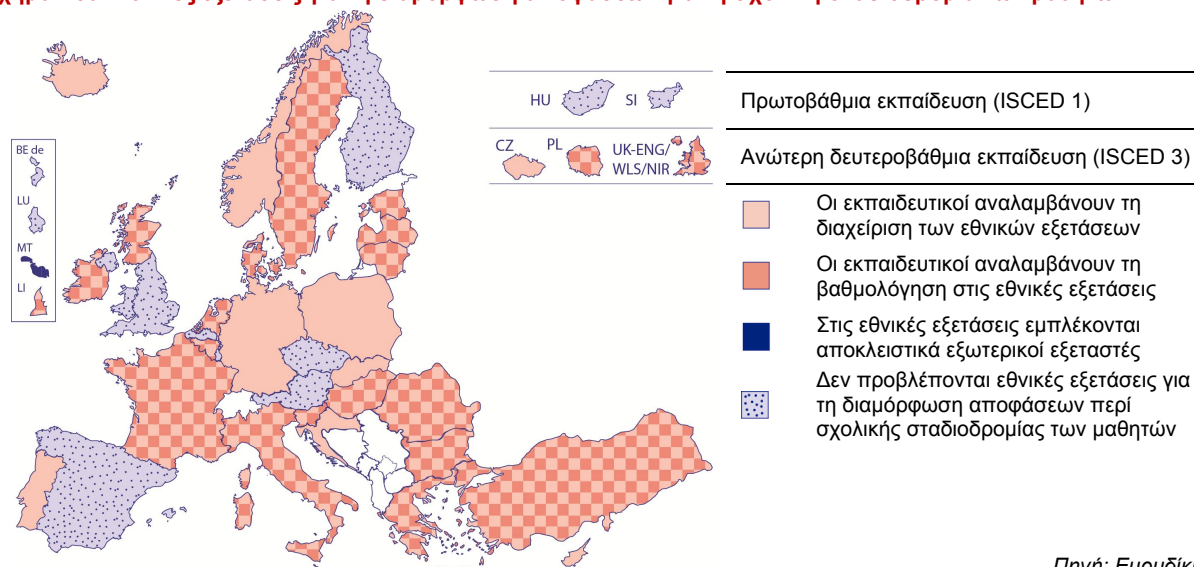 HU SI
Πρωτοβάθμια εκπαίδευση (ISCED 1)
CZ PL UK-ENG/
WLS/NIR
Ανώτερη δευτεροβάθμια εκπαίδευση (ISCED 3)
BE de
LU
MT
LI
Οι εκπαιδευτικοί αναλαμβάνουν τη
διαχείριση των εθνικών εξετάσεων
Οι εκπαιδευτικοί αναλαμβάνουν τη
βαθμολόγηση στις εθνικές εξετάσεις
Στις εθνικές εξετάσεις εμπλέκονται
αποκλειστικά εξωτερικοί εξεταστές
Δεν προβλέπονται εθνικές εξετάσεις για
τη διαμόρφωση αποφάσεων περί
σχολικής σταδιοδρομίας των μαθητών
Πηγή: Ευρυδίκη